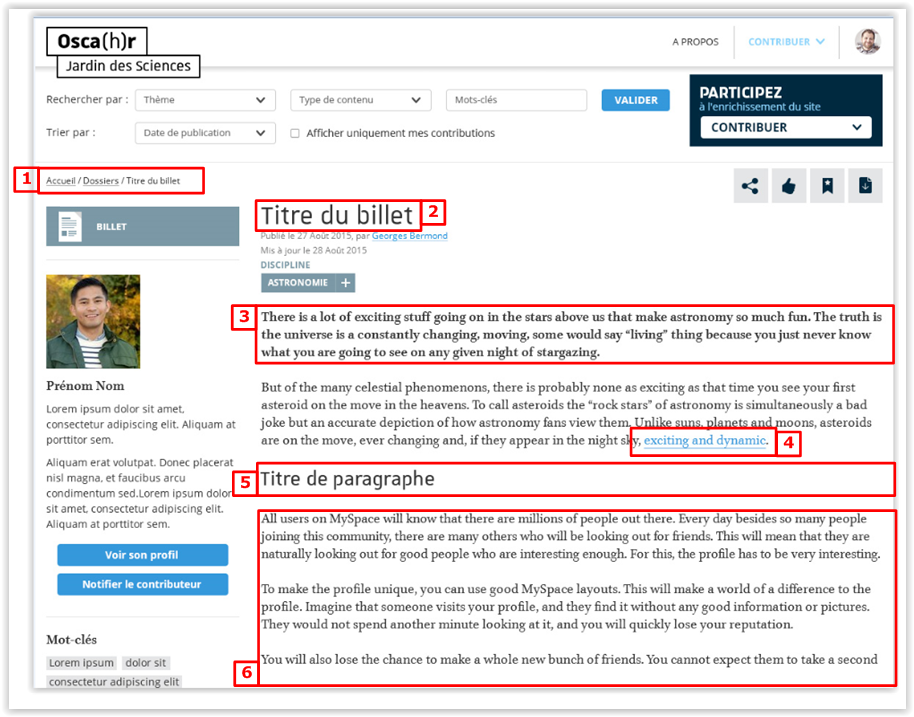 Osca(h)r
Jardin des Sciences
A PROPOS
CONTRIBUER
Rechercher par :
Thème
Type de contenu
Mots-clés
VALIDER
Trier par :
Date de publication
Afficher uniquement mes contributions
PARTICIPEZ
à l'enrichissement du site
CONTRIBUER
1
Accueil / Dossiers / Titre du billet
BILLET
Titre du billet
2
Publié le 27 Août 2015, par Georges Bermond
Mis à jour le 28 Août 2015
DISCIPLINE
ASTRONOMIE +
3
There is a lot of exciting stuff going on in the stars above us that make astronomy so much fun. The truth is
the universe is a constantly changing, moving, some would say “living” thing because you just never know
what you are going to see on any given night of stargazing.
But of the many celestial phenomenons, there is probably none as exciting as that time you see your first
asteroid on the move in the heavens. To call asteroids the “rock stars” of astronomy is simultaneously a bad
joke but an accurate depiction of how astronomy fans view them. Unlike suns, planets and moons, asteroids
are on the move, ever changing and, if they appear in the night sky, exciting and dynamic.
4
Prénom Nom
Lorem ipsum dolor sit amet,
consectetur adipiscing elit. Aliquam at
porttitor sem.
Aliquam erat volutpat. Donec placerat
nisl magna, et faucibus arcu
condimentum sed.Lorem ipsum dolor
sit amet, consectetur adipiscing elit.
Aliquam at porttitor sem.
Voir son profil
Notifier le contributeur
Mot-clés
Lorem ipsum
dolor sit
consectetur adipiscing elit
5
Titre de paragraphe
All users on MySpace will know that there are millions of people out there. Every day besides so many people
joining this community, there are many others who will be looking out for friends. This will mean that they are
naturally looking out for good people who are interesting enough. For this, the profile has to be very interesting.
To make the profile unique, you can use good MySpace layouts. This will make a world of a difference to the
profile. Imagine that someone visits your profile, and they find it without any good information or pictures.
They would not spend another minute looking at it, and you will quickly lose your reputation.
You will also lose the chance to make a whole new bunch of friends. You cannot expect them to take a second
6